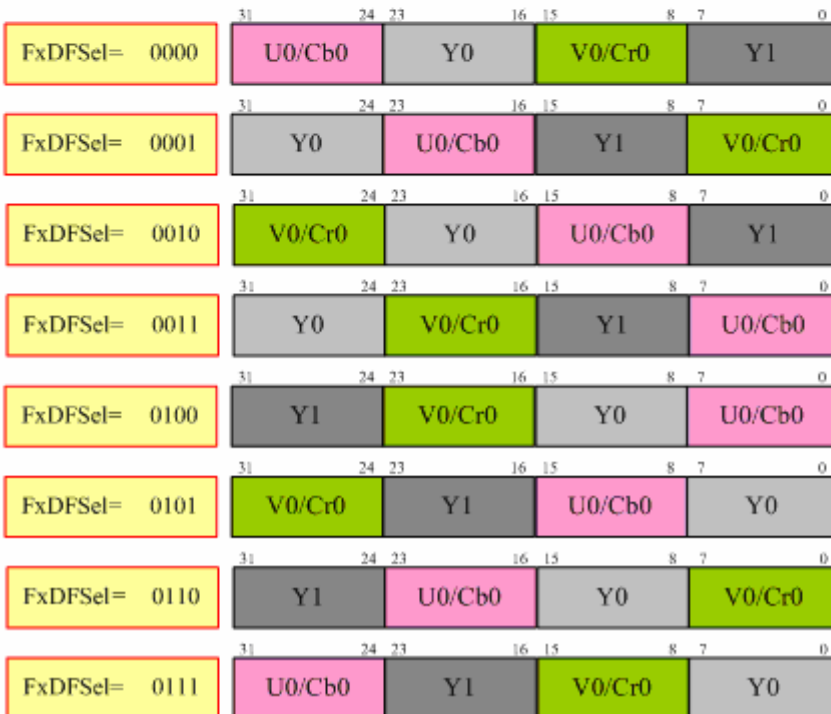 31 24 23 16 15 8 7 0
FxDFSel= 0000 U0/Cb0 Y0 V0/Cr0 Y1
31 24 23 16 15 8 7 0
FxDFSel= 0001 Y0 U0/Cb0 Y1 V0/Cr0
31 24 23 16 15 8 7 0
FxDFSel= 0010 V0/Cr0 Y0 U0/Cb0 Y1
31 24 23 16 15 8 7 0
FxDFSel= 0011 Y0 V0/Cr0 Y1 U0/Cb0
31 24 23 16 15 8 7 0
FxDFSel= 0100 Y1 V0/Cr0 Y0 U0/Cb0
31 24 23 16 15 8 7 0
FxDFSel= 0101 V0/Cr0 Y1 U0/Cb0 Y0
31 24 23 16 15 8 7 0
FxDFSel= 0110 Y1 U0/Cb0 Y0 V0/Cr0
31 24 23 16 15 8 7 0
FxDFSel= 0111 U0/Cb0 Y1 V0/Cr0 Y0